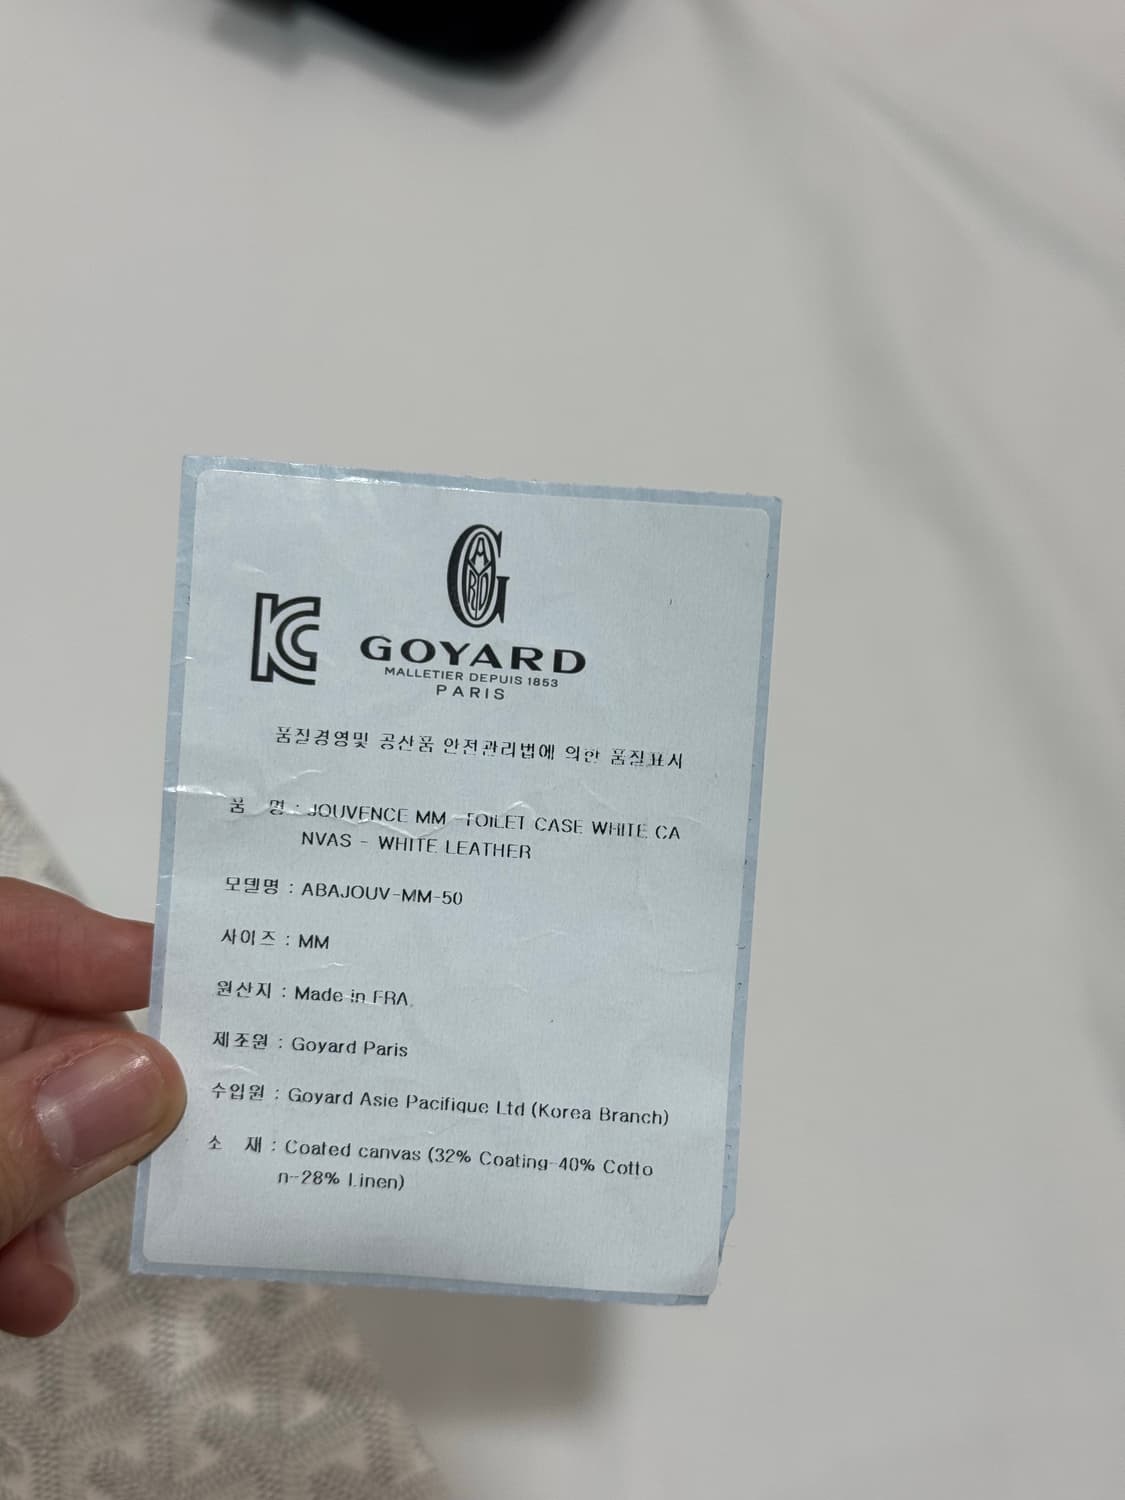 KC
GOYARD
MALLETIER DEPUIS 1853
PARIS
품질경영및 공산품 안전관리법에 의한 품질표시
품 명 : JOUVENCE MM -TOILET CASE WHITE CA
NVAS - WHITE LEATHER
모델명 : ABAJOUV-MM-50
사이즈 : MM
원산지 : Made in FRA
제조원 : Goyard Paris
수입원 : Goyard Asie Pacifique Ltd (Korea Branch)
소 재 : Coated canvas (32% Coating-40% Cotto
n-28% Linen)